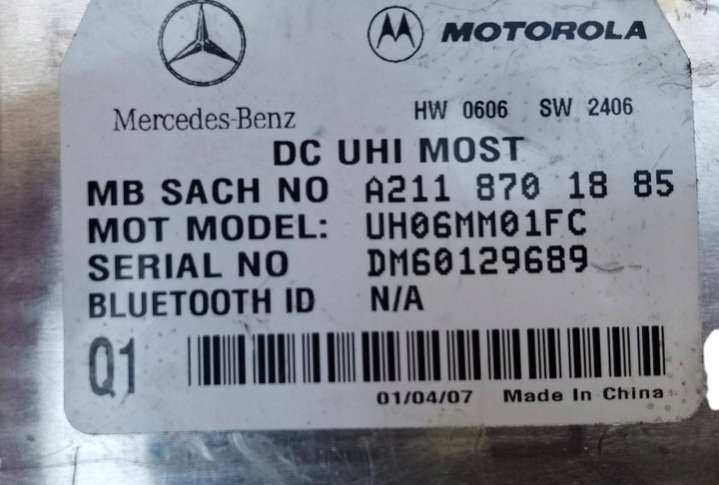 MOTOROLA
Mercedes-Benz
HW 0606 SW 2406
DC UHI MOST
MB SACH NO A211 870 18 85
MOT MODEL: UH06MM01FC
SERIAL NO DM60129689
BLUETOOTH ID N/A
Q1
01/04/07 Made In China